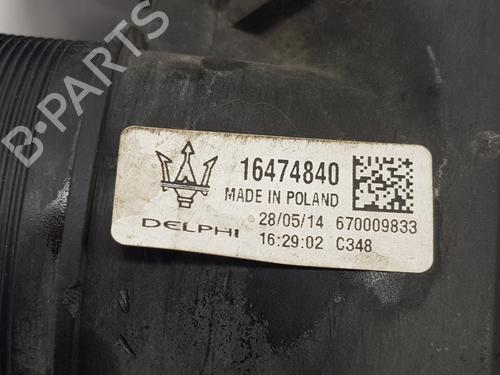 B-PARTS
16474840
MADE IN POLAND
28/05/14 670009833
DELPHI
16:29:02 C348